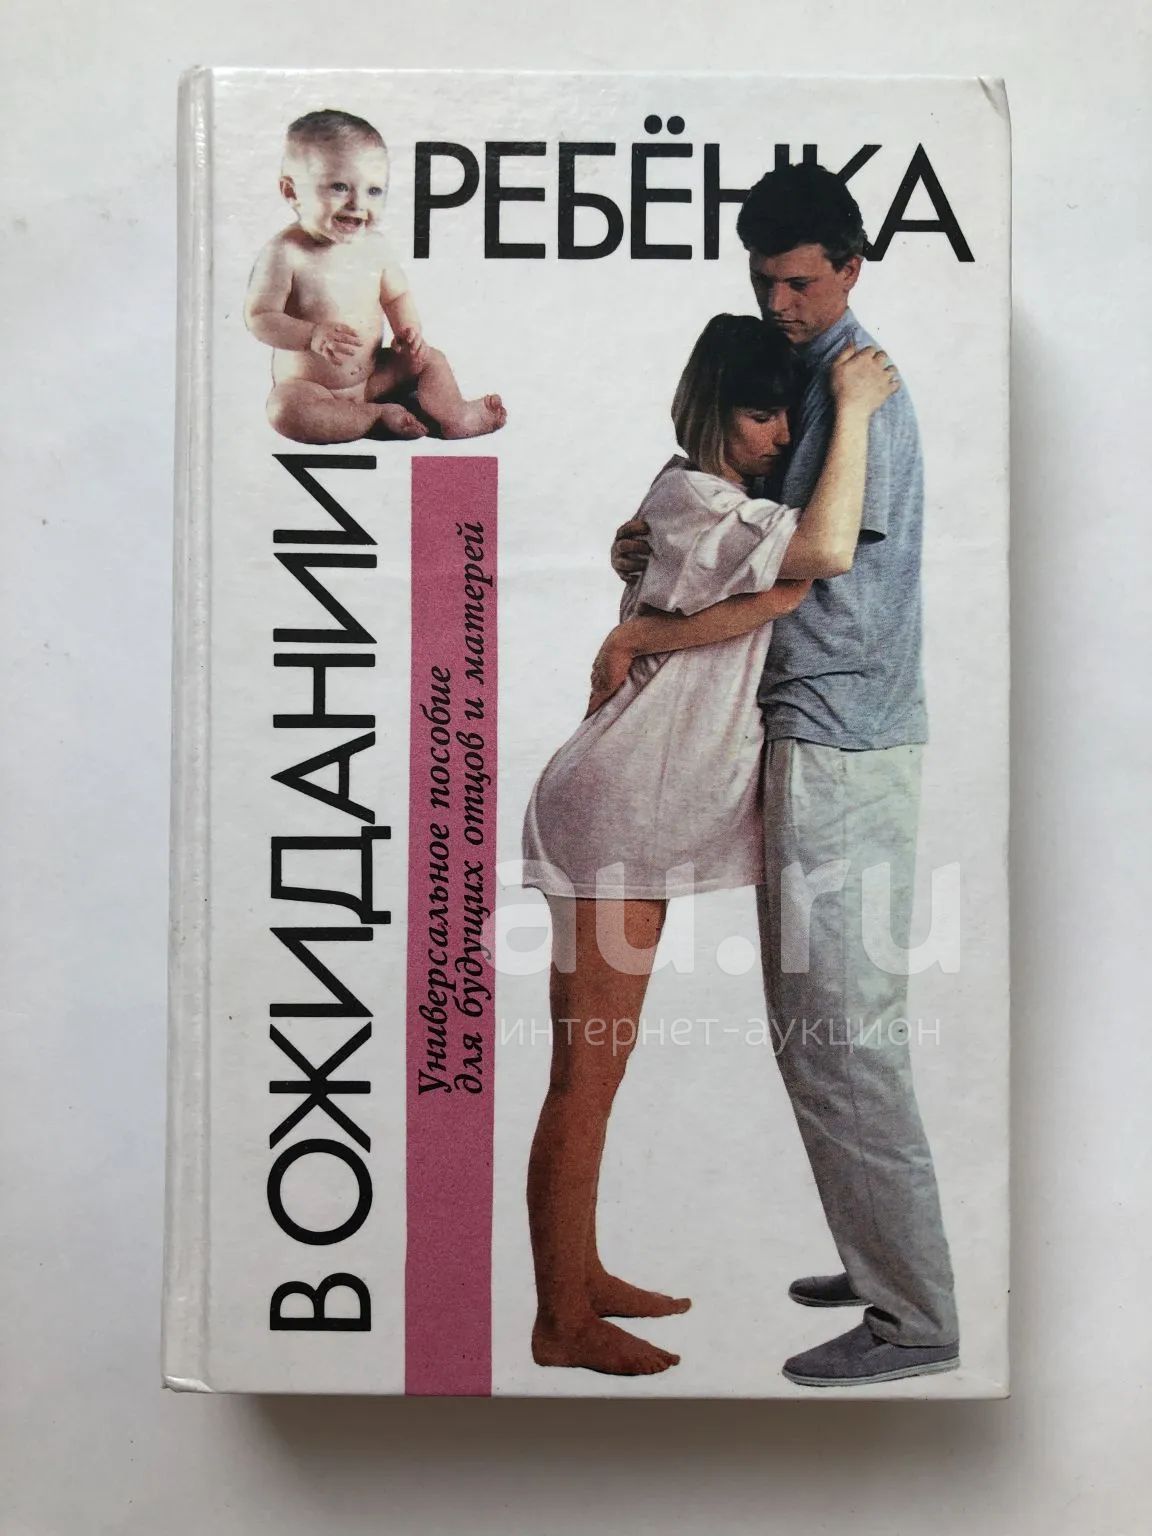 В ОЖИДАНИИ
РЕБЁНКА
Универсальное пособие
для будущих отцов и матерей
au.ru
интернет-аукцион